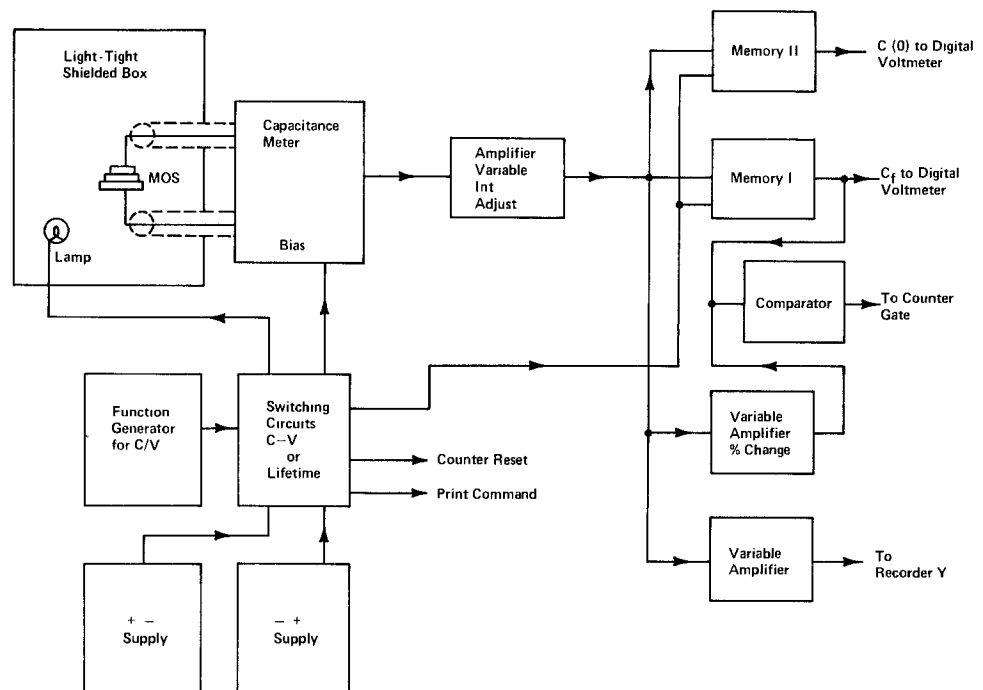 Light-Tight
Shielded Box
MOS
Lamp
Capacitance
Meter
Bias
Amplifier
Variable
Int
Adjust
Memory II
C (0) to Digital
Voltmeter
Memory I
Cf to Digital
Voltmeter
Comparator
To Counter
Gate
Function
Generator
for C/V
Switching
Circuits
C-V
or
Lifetime
Counter Reset
Print Command
Variable
Amplifier
% Change
Variable
Amplifier
To
Recorder Y
+ -
Supply
- +
Supply